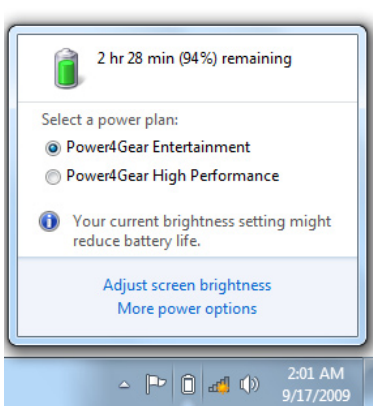 2 hr 28 min (94%) remaining
Select a power plan:
Power4Gear Entertainment
Power4Gear High Performance
Your current brightness setting might
reduce battery life.
Adjust screen brightness
More power options
2:01 AM
9/17/2009